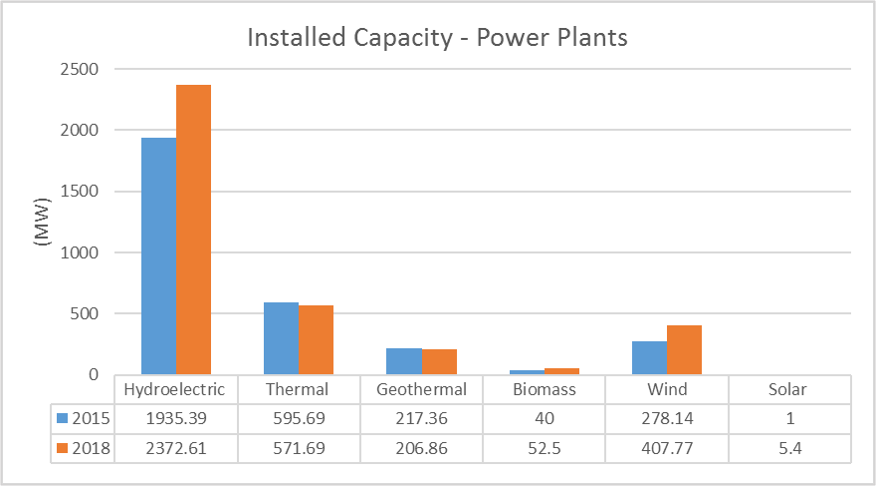 Installed Capacity - Power Plants
2500
2000
1500
1000
500
0
(MW)
Hydroelectric Thermal Geothermal Biomass Wind Solar
2015 1935.39 595.69 217.36 40 278.14 1
2018 2372.61 571.69 206.86 52.5 407.77 5.4